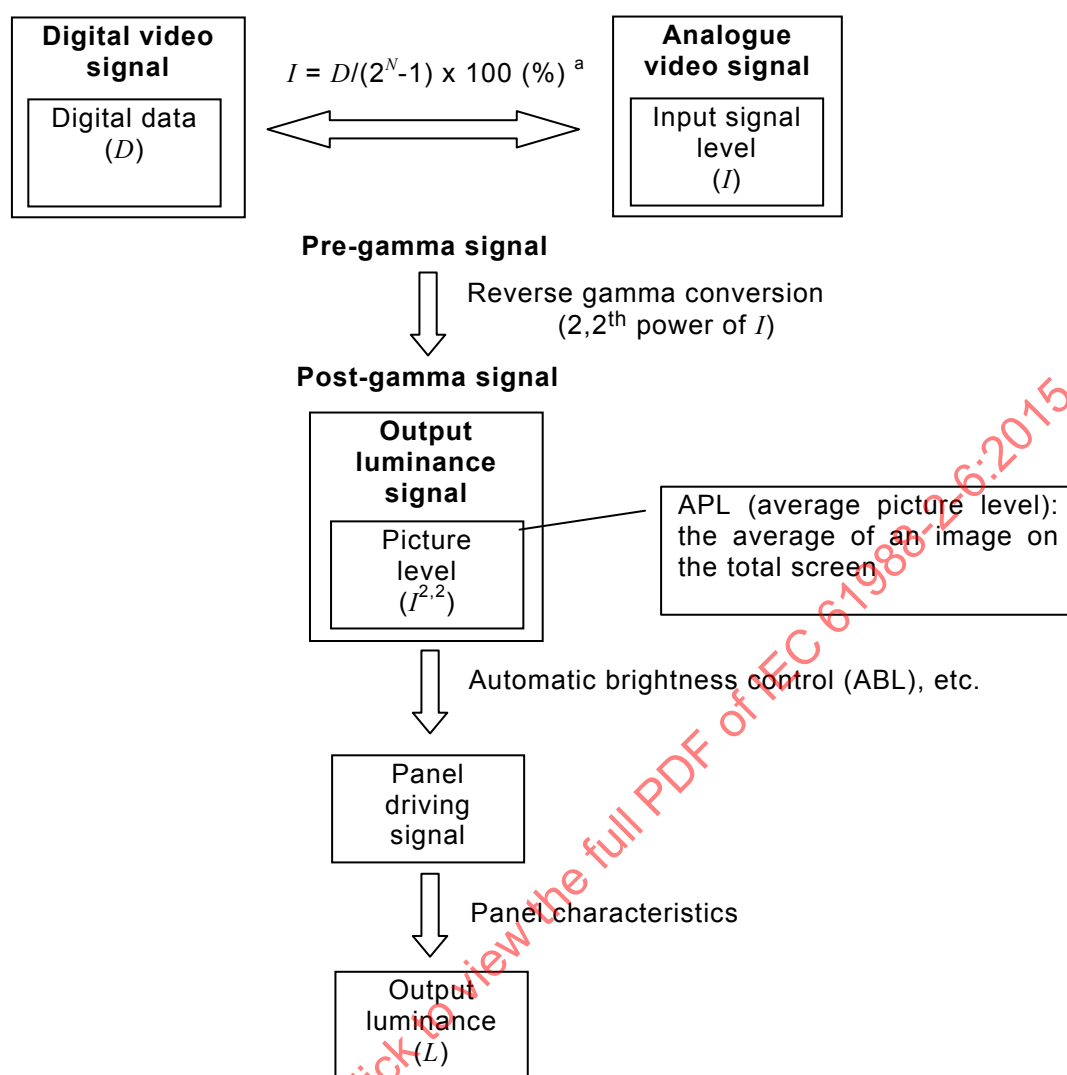 Digital video
signal
Digital data
(D)
I = D/(2^N-1) x 100 (%) ^a
Analogue
video signal
Input signal
level
(I)
Pre-gamma signal
Reverse gamma conversion
(2,2^th power of I)
Post-gamma signal
Output
luminance
signal
Picture
level
(I^2,2)
APL (average picture level):
the average of an image on
the total screen
Automatic brightness control (ABL), etc.
Panel
driving
signal
Panel characteristics
Output
luminance
(L)
click to view the full PDF of IEC 61988-2-6:2015